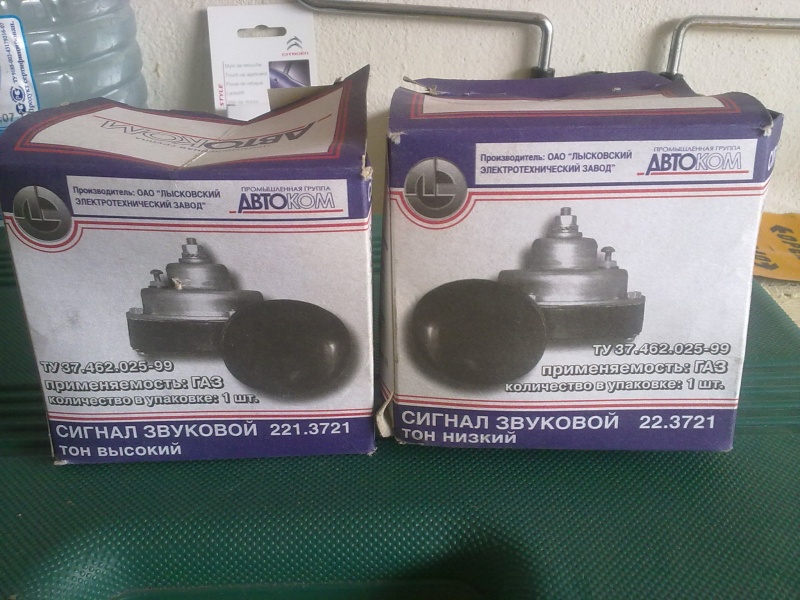 CITROËN
STYLE
АВТОКОМ
Производитель: ОАО "ЛЫСКОВСКИЙ
ЭЛЕКТРОТЕХНИЧЕСКИЙ ЗАВОД"
ПРОМЫШЛЕННАЯ ГРУППА
АВТОКОМ
ТУ 37.462.025-99
применяемость: ГАЗ
количество в упаковке: 1 шт.
СИГНАЛ ЗВУКОВОЙ 221.3721
ТОН ВЫСОКИЙ
Производитель: ОАО "ЛЫСКОВСКИЙ
ЭЛЕКТРОТЕХНИЧЕСКИЙ ЗАВОД"
ПРОМЫШЛЕННАЯ ГРУППА
АВТОКОМ
ТУ 37.462.025-99
применяемость: ГАЗ
количество в упаковке: 1 шт.
СИГНАЛ ЗВУКОВОЙ 22.3721
ТОН НИЗКИЙ